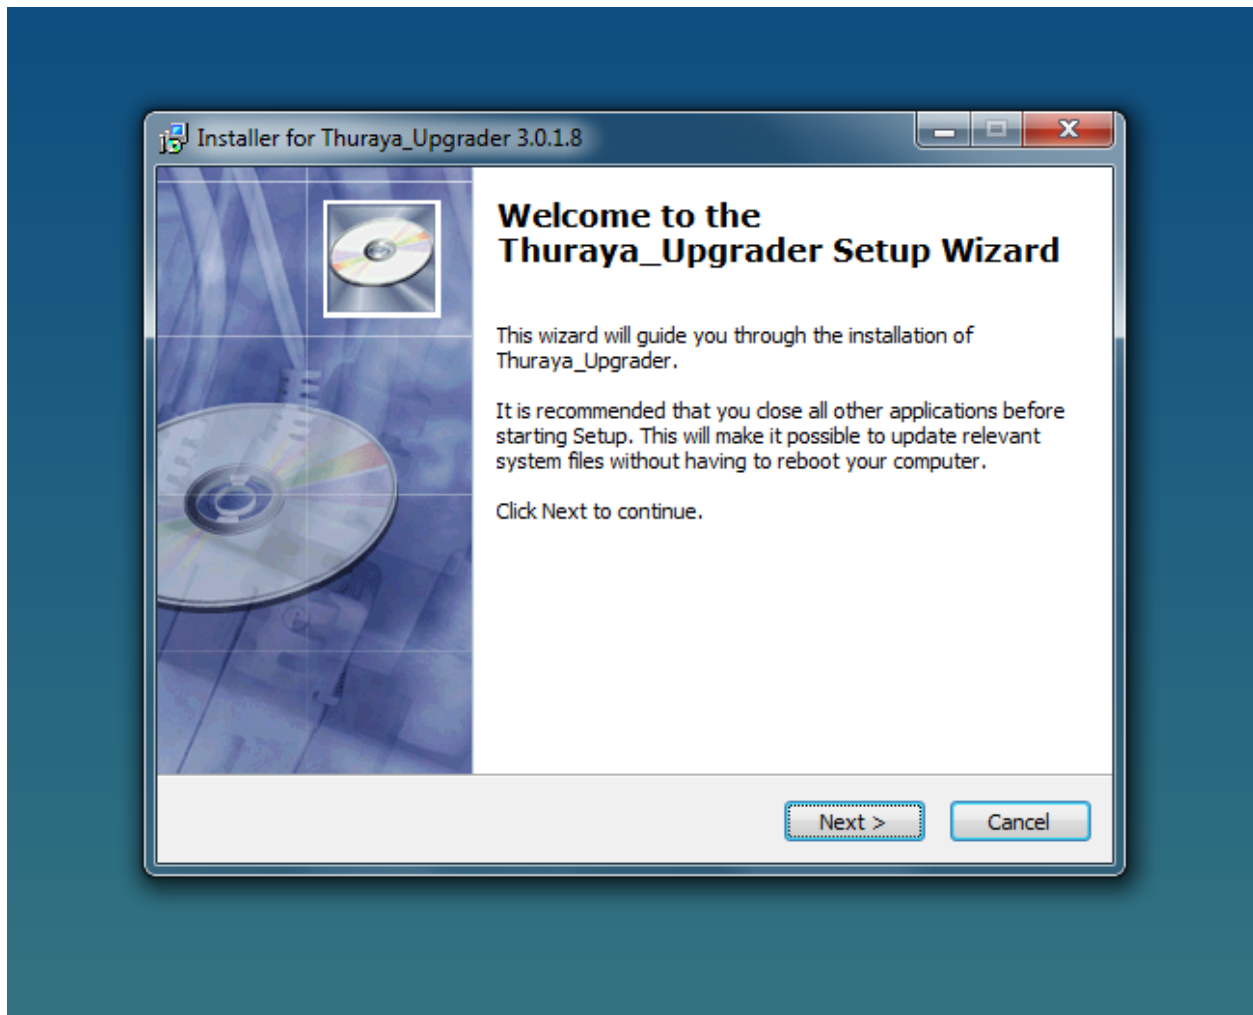 Installer for Thuraya_Upgrader 3.0.1.8
Welcome to the
Thuraya_Upgrader Setup Wizard
This wizard will guide you through the installation of
Thuraya_Upgrader.
It is recommended that you close all other applications before
starting Setup. This will make it possible to update relevant
system files without having to reboot your computer.
Click Next to continue.
Next >
Cancel